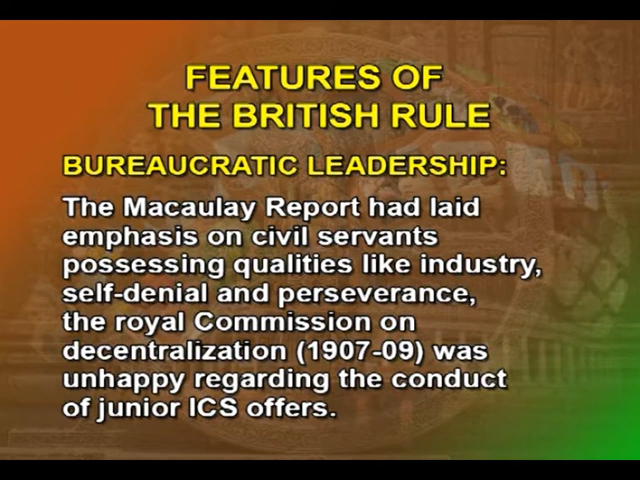 FEATURES OF
THE BRITISH RULE
BUREAUCRATIC LEADERSHIP:
The Macaulay Report had laid
emphasis on civil servants
possessing qualities like industry,
self-denial and perseverance,
the royal Commission on
decentralization (1907-09) was
unhappy regarding the conduct
of junior ICS offers.